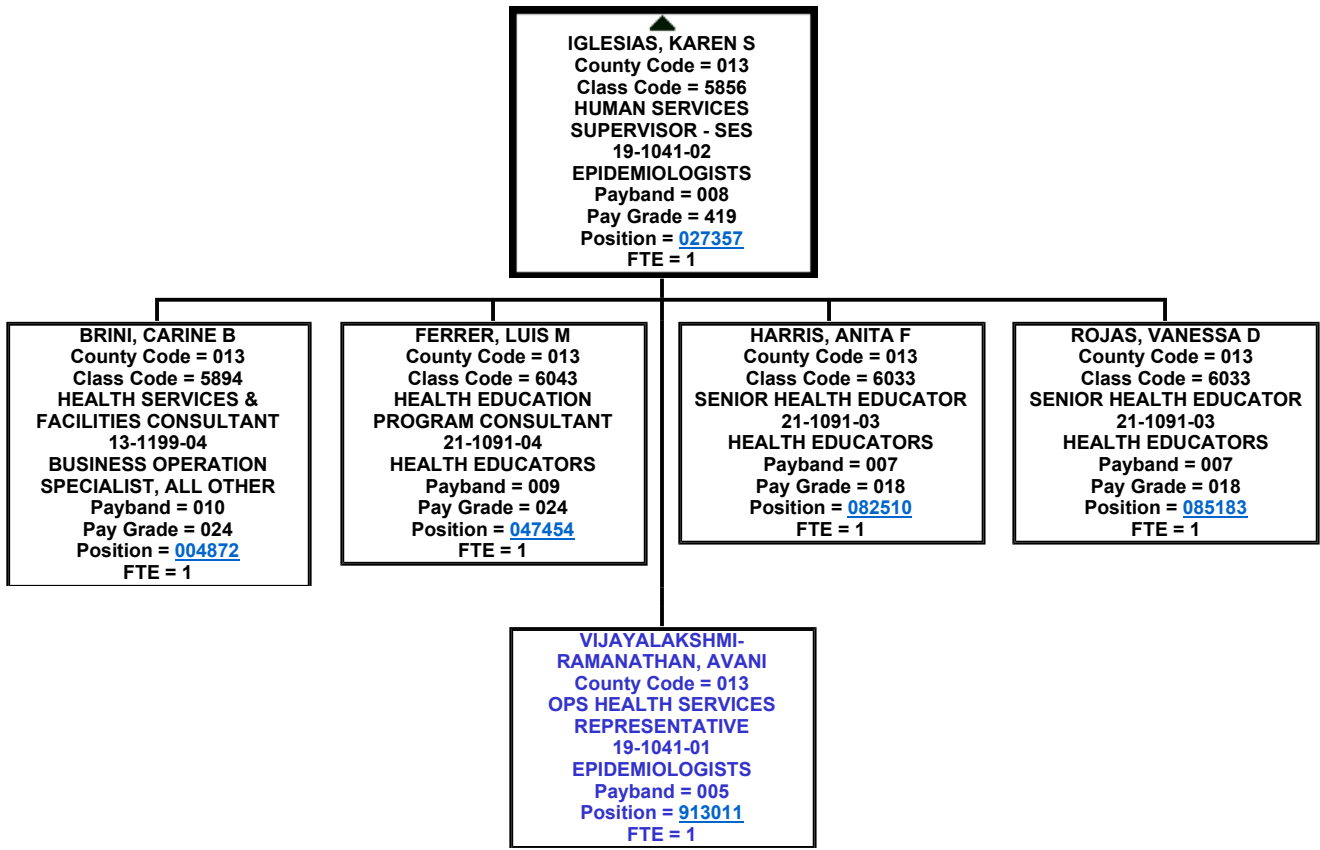 IGLESIAS, KAREN S
County Code = 013
Class Code = 5856
HUMAN SERVICES
SUPERVISOR - SES
19-1041-02
EPIDEMIOLOGISTS
Payband = 008
Pay Grade = 419
Position = 027357
FTE = 1
BRINI, CARINE B
County Code = 013
Class Code = 5894
HEALTH SERVICES &
FACILITIES CONSULTANT
13-1199-04
BUSINESS OPERATION
SPECIALIST, ALL OTHER
Payband = 010
Pay Grade = 024
Position = 004872
FTE = 1
FERRER, LUIS M
County Code = 013
Class Code = 6043
HEALTH EDUCATION
PROGRAM CONSULTANT
21-1091-04
HEALTH EDUCATORS
Payband = 009
Pay Grade = 024
Position = 047454
FTE = 1
HARRIS, ANITA F
County Code = 013
Class Code = 6033
SENIOR HEALTH EDUCATOR
21-1091-03
HEALTH EDUCATORS
Payband = 007
Pay Grade = 018
Position = 082510
FTE = 1
ROJAS, VANESSA D
County Code = 013
Class Code = 6033
SENIOR HEALTH EDUCATOR
21-1091-03
HEALTH EDUCATORS
Payband = 007
Pay Grade = 018
Position = 085183
FTE = 1
VIJAYALAKSHMI-
RAMANATHAN, AVANI
County Code = 013
OPS HEALTH SERVICES
REPRESENTATIVE
19-1041-01
EPIDEMIOLOGISTS
Payband = 005
Position = 913011
FTE = 1